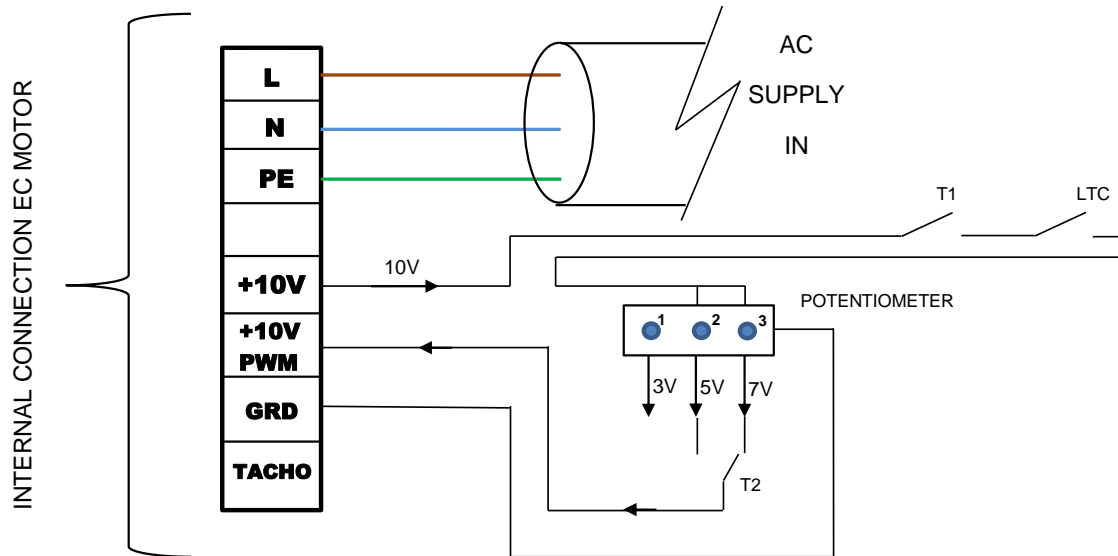 INTERNAL CONNECTION EC MOTOR
L
N
PE
+10V
+10V
PWM
GRD
TACHO
AC
SUPPLY
IN
T1
LTC
10V
POTENTIOMETER
1
2
3
3V
5V
7V
T2